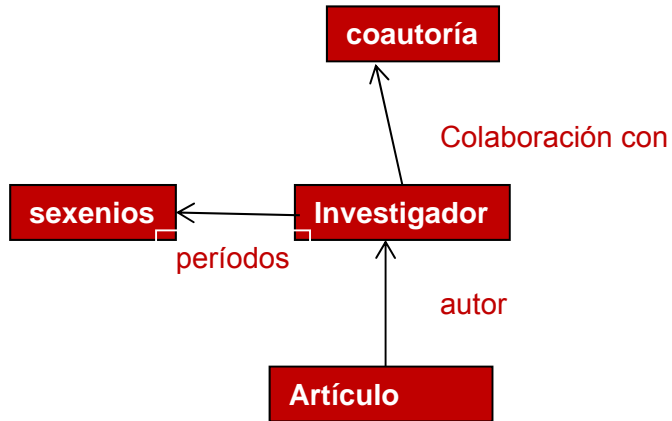 coautoría
Colaboración con
sexenios
Investigador
períodos
autor
Artículo